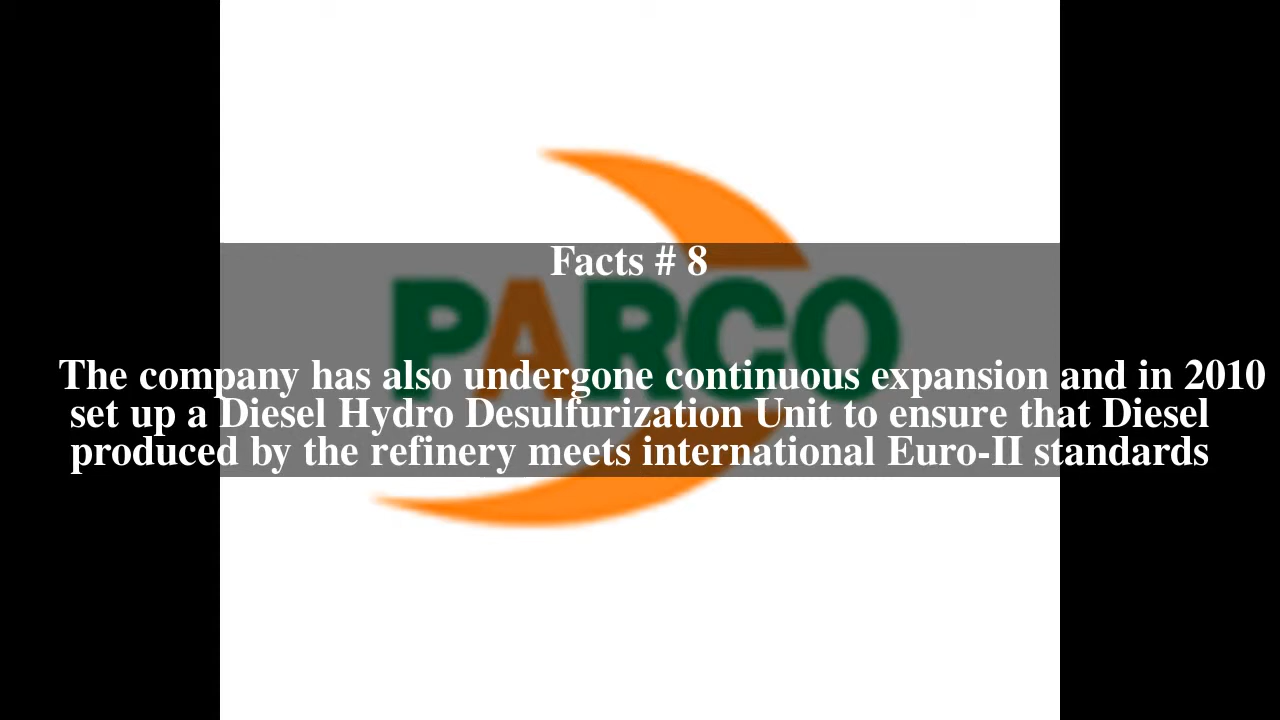 Facts # 8
PARCO
The company has also undergone continuous expansion and in 2010
set up a Diesel Hydro Desulfurization Unit to ensure that Diesel
produced by the refinery meets international Euro-II standards